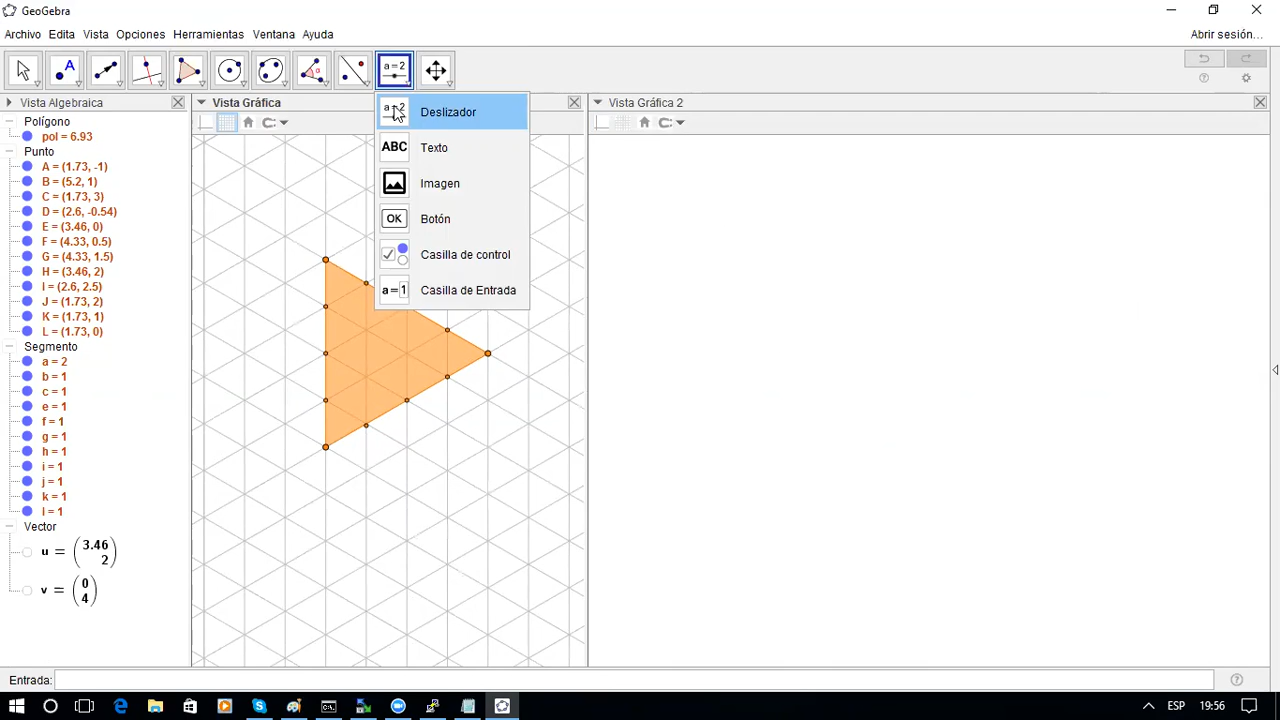 GeoGebra
Archivo Edita Vista Opciones Herramientas Ventana Ayuda
Abrir sesión...
A
α
a = 2
Vista Algebraica
Vista Gráfica
Vista Gráfica 2
Polígono
pol = 6.93
Punto
A = (1.73, -1)
B = (5.2, 1)
C = (1.73, 3)
D = (2.6, -0.54)
E = (3.46, 0)
F = (4.33, 0.5)
G = (4.33, 1.5)
H = (3.46, 2)
I = (2.6, 2.5)
J = (1.73, 2)
K = (1.73, 1)
L = (1.73, 0)
Segmento
a = 2
b = 1
c = 1
e = 1
f = 1
g = 1
h = 1
i = 1
j = 1
k = 1
l = 1
Vector
u = (3.46
2)
v = (0
4)
a = 2 Deslizador
ABC Texto
Imagen
OK Botón
Casilla de control
a = 1 Casilla de Entrada
Entrada:
ESP 19:56